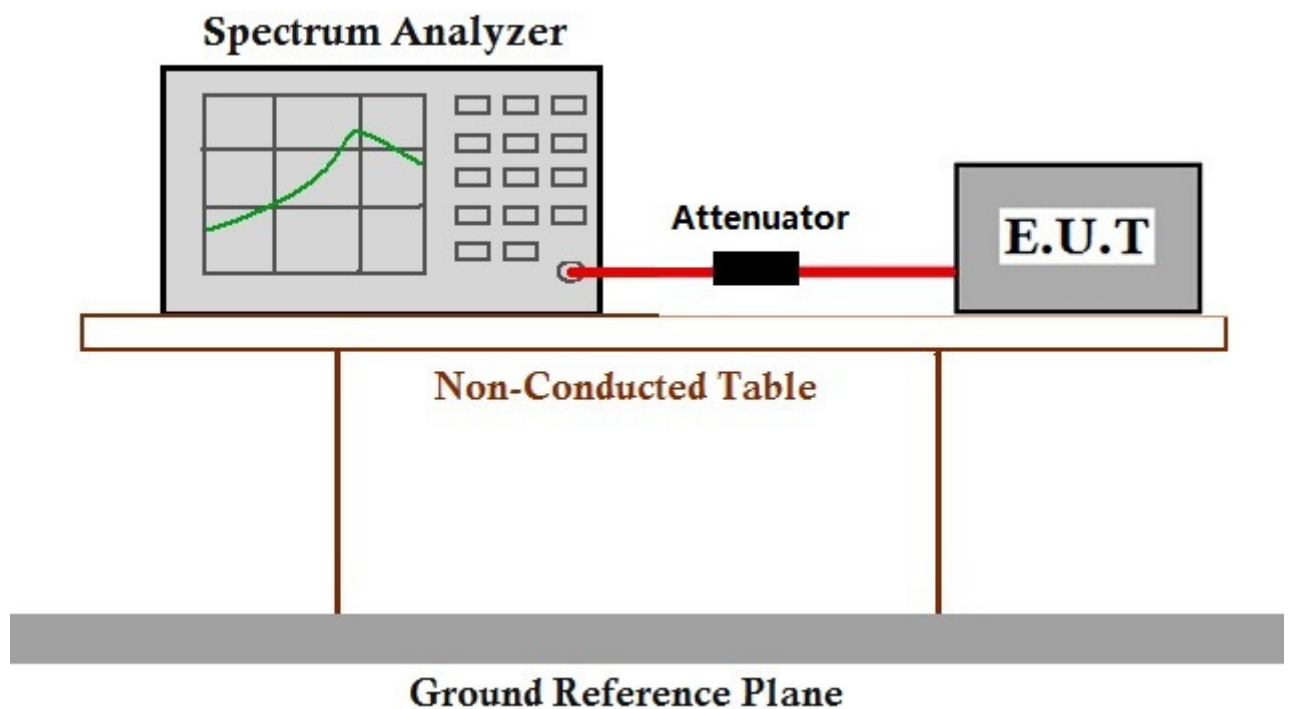 Spectrum Analyzer
Attenuator
E.U.T
Non-Conducted Table
Ground Reference Plane